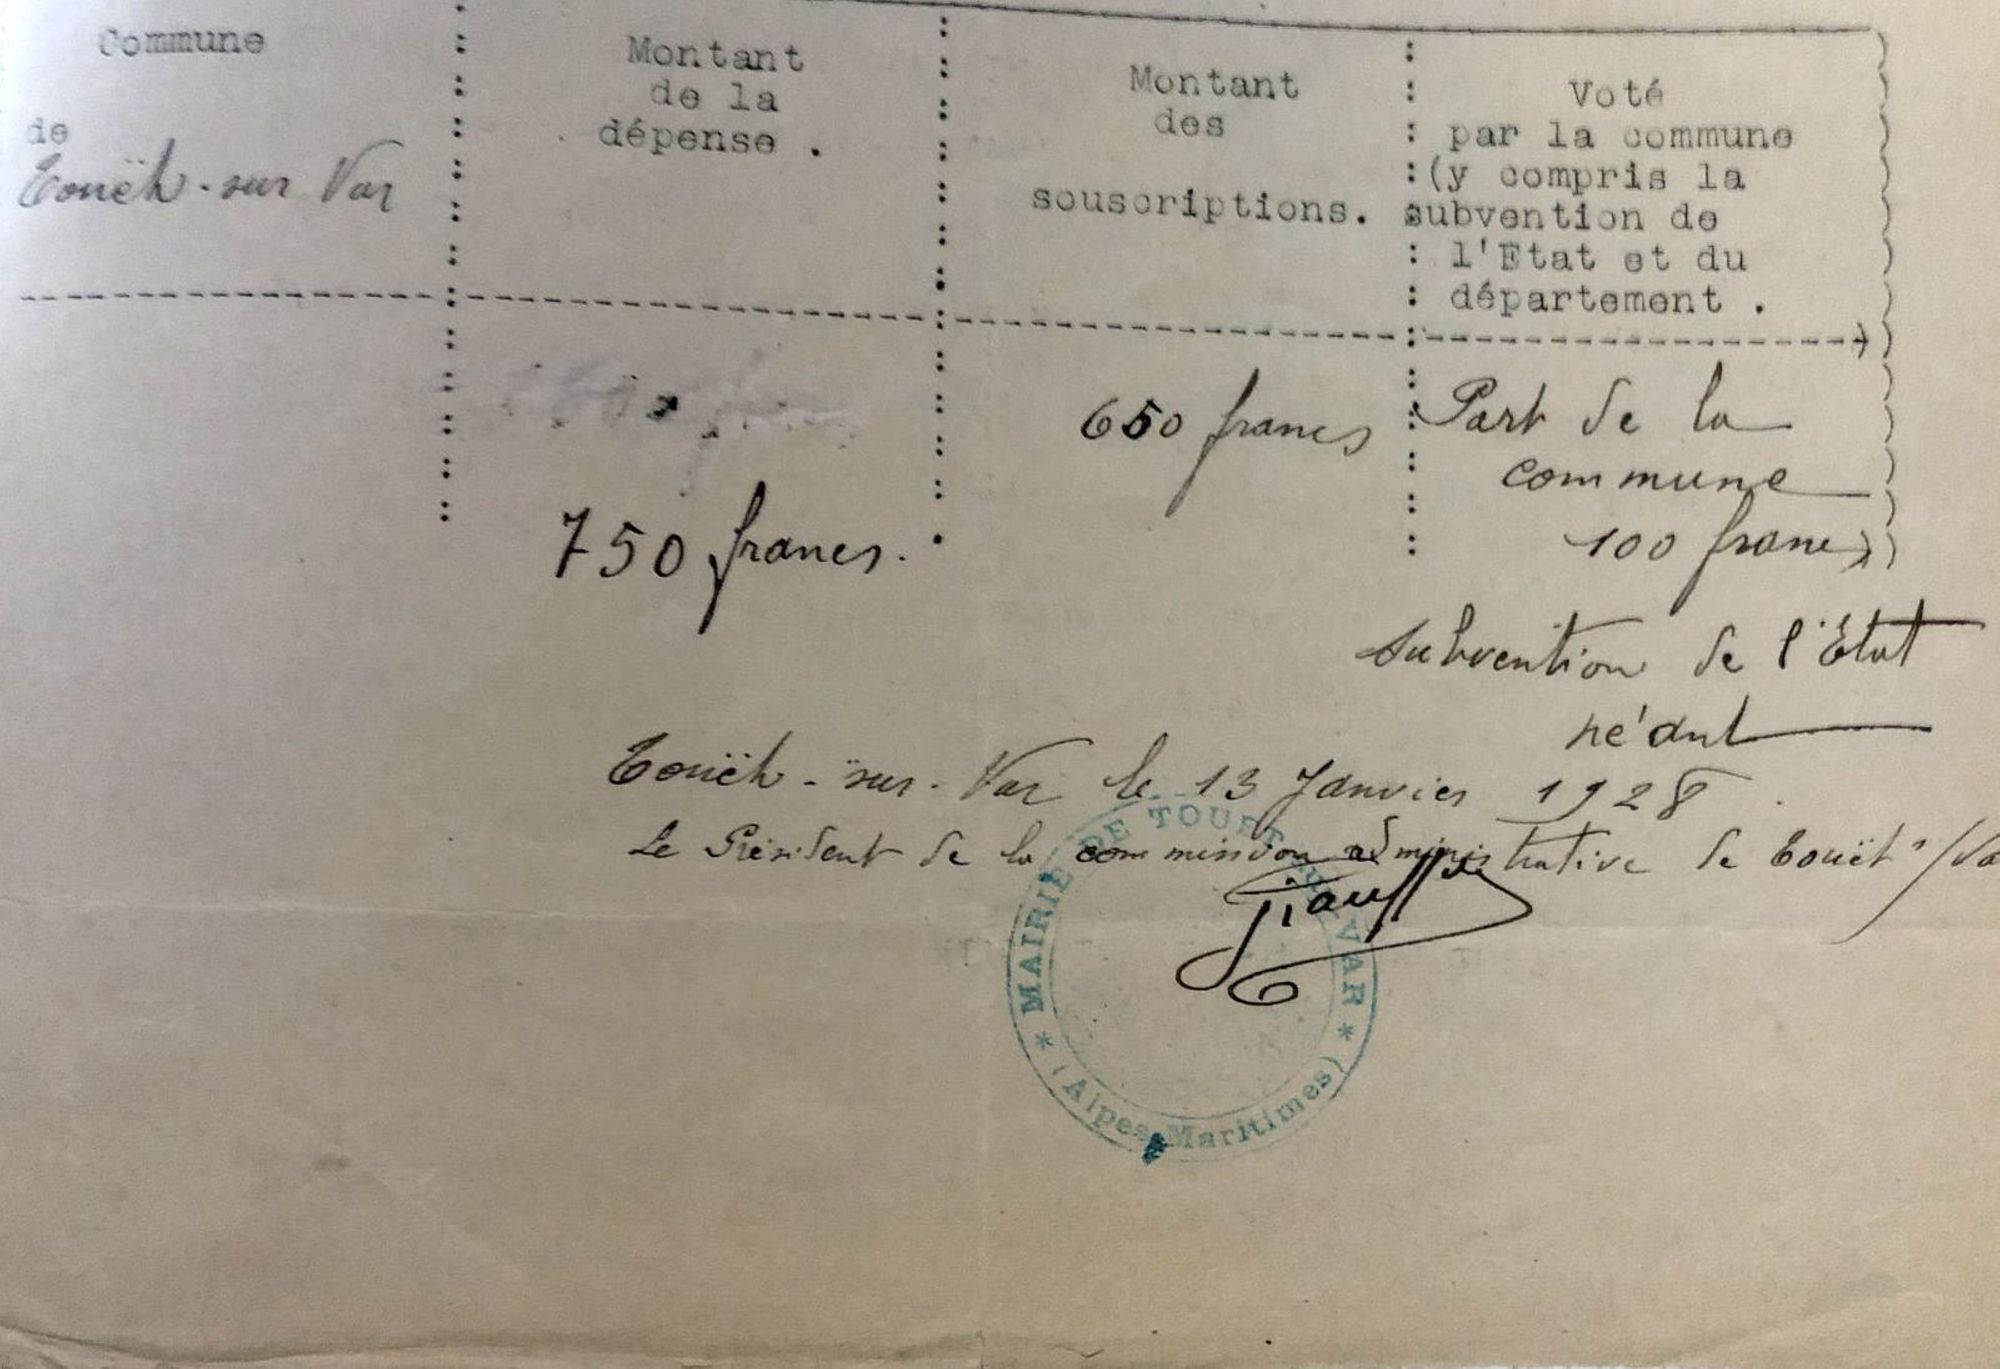 Commune
de
Touët-sur Var
Montant
de la
dépense .
Montant
des
souscriptions.
Voté
par la commune
(y compris la
subvention de
l'Etat et du
département .
750 francs.
650 francs
Part de la
commune
100 francs
subvention de l'État
néant
Touët-sur-Var le 13 Janvier 1928.
Le Président de la commission administrative de Touët s/Va
* MAIRIE DE TOUET SUR VAR *
(Alpes-Maritimes)